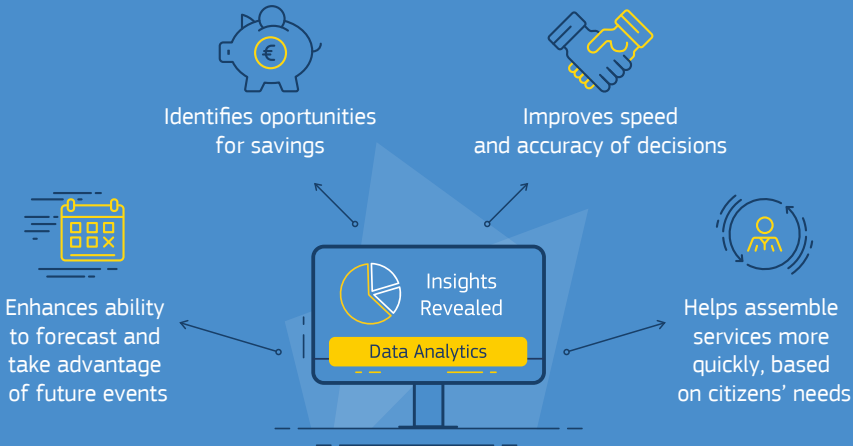 €
Identifies oportunities
for savings
Improves speed
and accuracy of decisions
Enhances ability
to forecast and
take advantage
of future events
Insights
Revealed
Data Analytics
Helps assemble
services more
quickly, based
on citizens’ needs